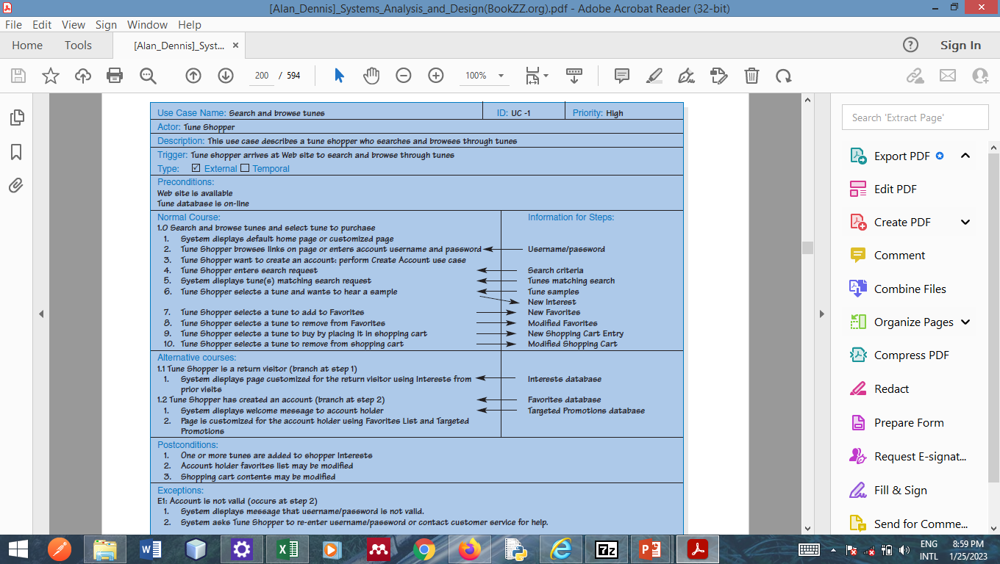 [Alan_Dennis]_Systems_Analysis_and_Design(BookZZ.org).pdf - Adobe Acrobat Reader (32-bit)
File Edit View Sign Window Help
Home Tools [Alan_Dennis]_Syst... × Sign In
200 / 594 100%
Search 'Extract Page'
Export PDF
Edit PDF
Create PDF
Comment
Combine Files
Organize Pages
Compress PDF
Redact
Prepare Form
Request E-signat...
Fill & Sign
Send for Comme...
Use Case Name: Search and browse tunes ID: UC -1 Priority: High
Actor: Tune Shopper
Description: This use case describes a tune shopper who searches and browses through tunes
Trigger: Tune shopper arrives at Web site to search and browse through tunes
Type: ☑ External ☐ Temporal
Preconditions:
Web site is available
Tune database is on-line
Normal Course: Information for Steps:
1.0 Search and browse tunes and select tune to purchase
1. System displays default home page or customized page
2. Tune Shopper browses links on page or enters account username and password Username/password
3. Tune Shopper want to create an account: perform Create Account use case
4. Tune Shopper enters search request Search criteria
5. System displays tune(s) matching search request Tunes matching search
6. Tune Shopper selects a tune and wants to hear a sample Tune samples
New Interest
7. Tune Shopper selects a tune to add to Favorites New Favorites
8. Tune Shopper selects a tune to remove from Favorites Modified Favorites
9. Tune Shopper selects a tune to buy by placing it in shopping cart New Shopping Cart Entry
10. Tune Shopper selects a tune to remove from shopping cart Modified Shopping Cart
Alternative courses:
1.1 Tune Shopper is a return visitor (branch at step 1)
1. System displays page customized for the return visitor using Interests from Interests database
prior visits
1.2 Tune Shopper has created an account (branch at step 2) Favorites database
1. System displays welcome message to account holder Targeted Promotions database
2. Page is customized for the account holder using Favorites List and Targeted
Promotions
Postconditions:
1. One or more tunes are added to shopper Interests
2. Account holder favorites list may be modified
3. Shopping cart contents may be modified
Exceptions:
E1: Account is not valid (occurs at step 2)
1. System displays message that username/password is not valid.
2. System asks Tune Shopper to re-enter username/password or contact customer service for help.
ENG 8:59 PM
INTL 1/25/2023